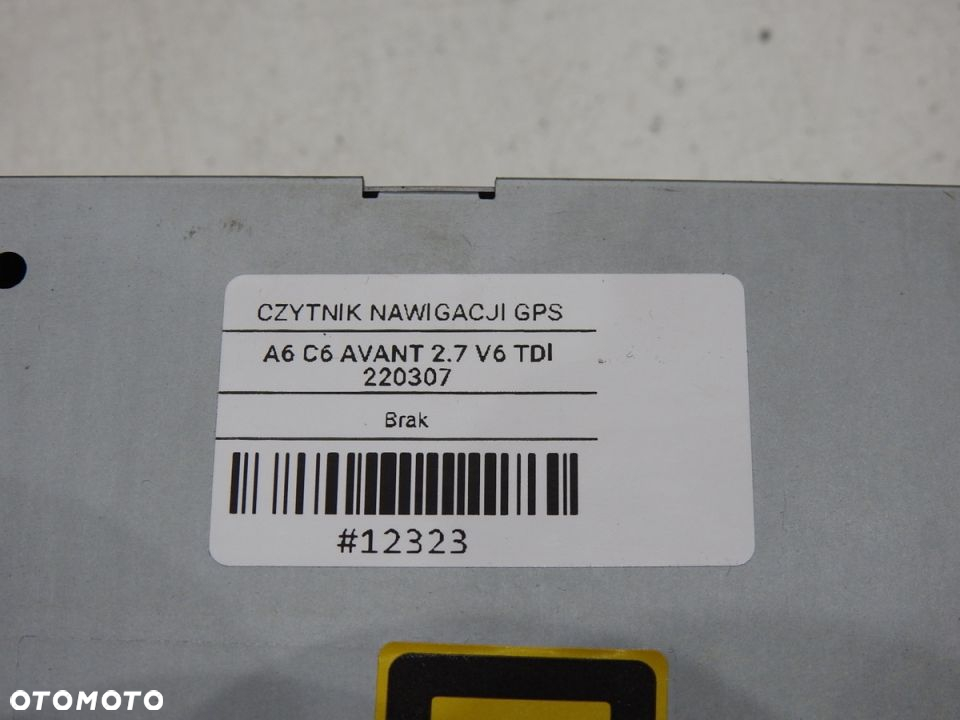 CZYTNIK NAWIGACJI GPS
A6 C6 AVANT 2.7 V6 TDI
220307
Brak
#12323
OTOMOTO